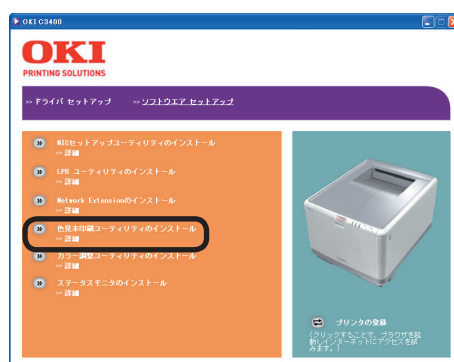 OKI C3400
OKI
PRINTING SOLUTIONS
>> ドライバ セットアップ >> ソフトウエア セットアップ
NICセットアップユーティリティのインストール
>> 詳細
LPR ユーティリティのインストール
>> 詳細
Network Extensionのインストール
>> 詳細
色見本印刷ユーティリティのインストール
>> 詳細
カラー調整ユーティリティのインストール
>> 詳細
ステータスモニタのインストール
>> 詳細
プリンタの登録
(クリックすることで、ブラウザを起
動しインターネットにアクセスを試
みます。)